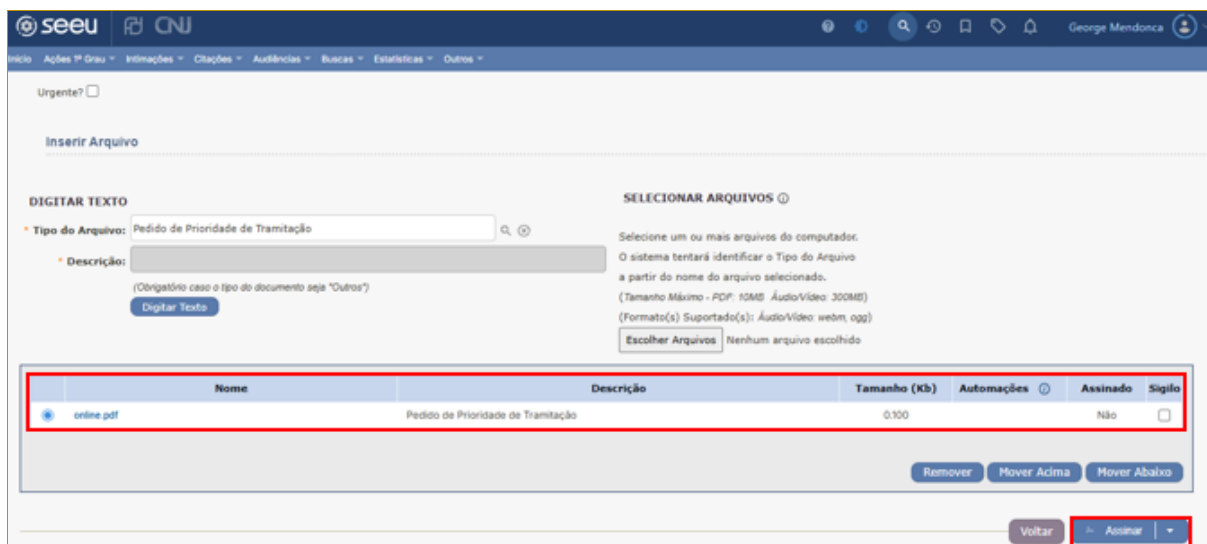 seeu CNJ George Mendonca
Início Ações 1º Grau Intimações Citações Audiências Buscas Estatísticas Outros
Urgente?
Inserir Arquivo
DIGITAR TEXTO
* Tipo do Arquivo: Pedido de Prioridade de Tramitação
* Descrição:
(Obrigatório caso o tipo do documento seja "Outros")
Digitar Texto
SELECIONAR ARQUIVOS
Selecione um ou mais arquivos do computador.
O sistema tentará identificar o Tipo do Arquivo
a partir do nome do arquivo selecionado.
(Tamanho Máximo - PDF: 10MB Áudio/Vídeo: 300MB)
(Formato(s) Suportado(s): Áudio/Vídeo: webm, ogg)
Escolher Arquivos Nenhum arquivo escolhido
Nome Descrição Tamanho (Kb) Automações Assinado Sigilo
online.pdf Pedido de Prioridade de Tramitação 0.100 Não
Remover Mover Acima Mover Abaixo
Voltar Assinar